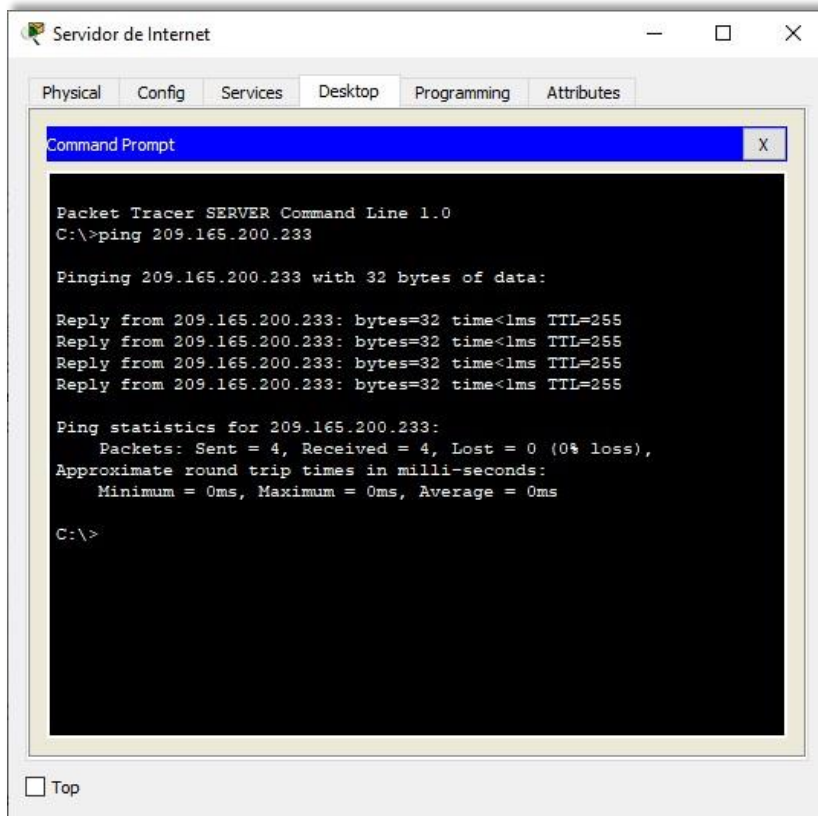 Servidor de Internet
Physical Config Services Desktop Programming Attributes
Command Prompt X
Packet Tracer SERVER Command Line 1.0
C:\>ping 209.165.200.233
Pinging 209.165.200.233 with 32 bytes of data:
Reply from 209.165.200.233: bytes=32 time<1ms TTL=255
Reply from 209.165.200.233: bytes=32 time<1ms TTL=255
Reply from 209.165.200.233: bytes=32 time<1ms TTL=255
Reply from 209.165.200.233: bytes=32 time<1ms TTL=255
Ping statistics for 209.165.200.233:
Packets: Sent = 4, Received = 4, Lost = 0 (0% loss),
Approximate round trip times in milli-seconds:
Minimum = 0ms, Maximum = 0ms, Average = 0ms
C:\>
Top